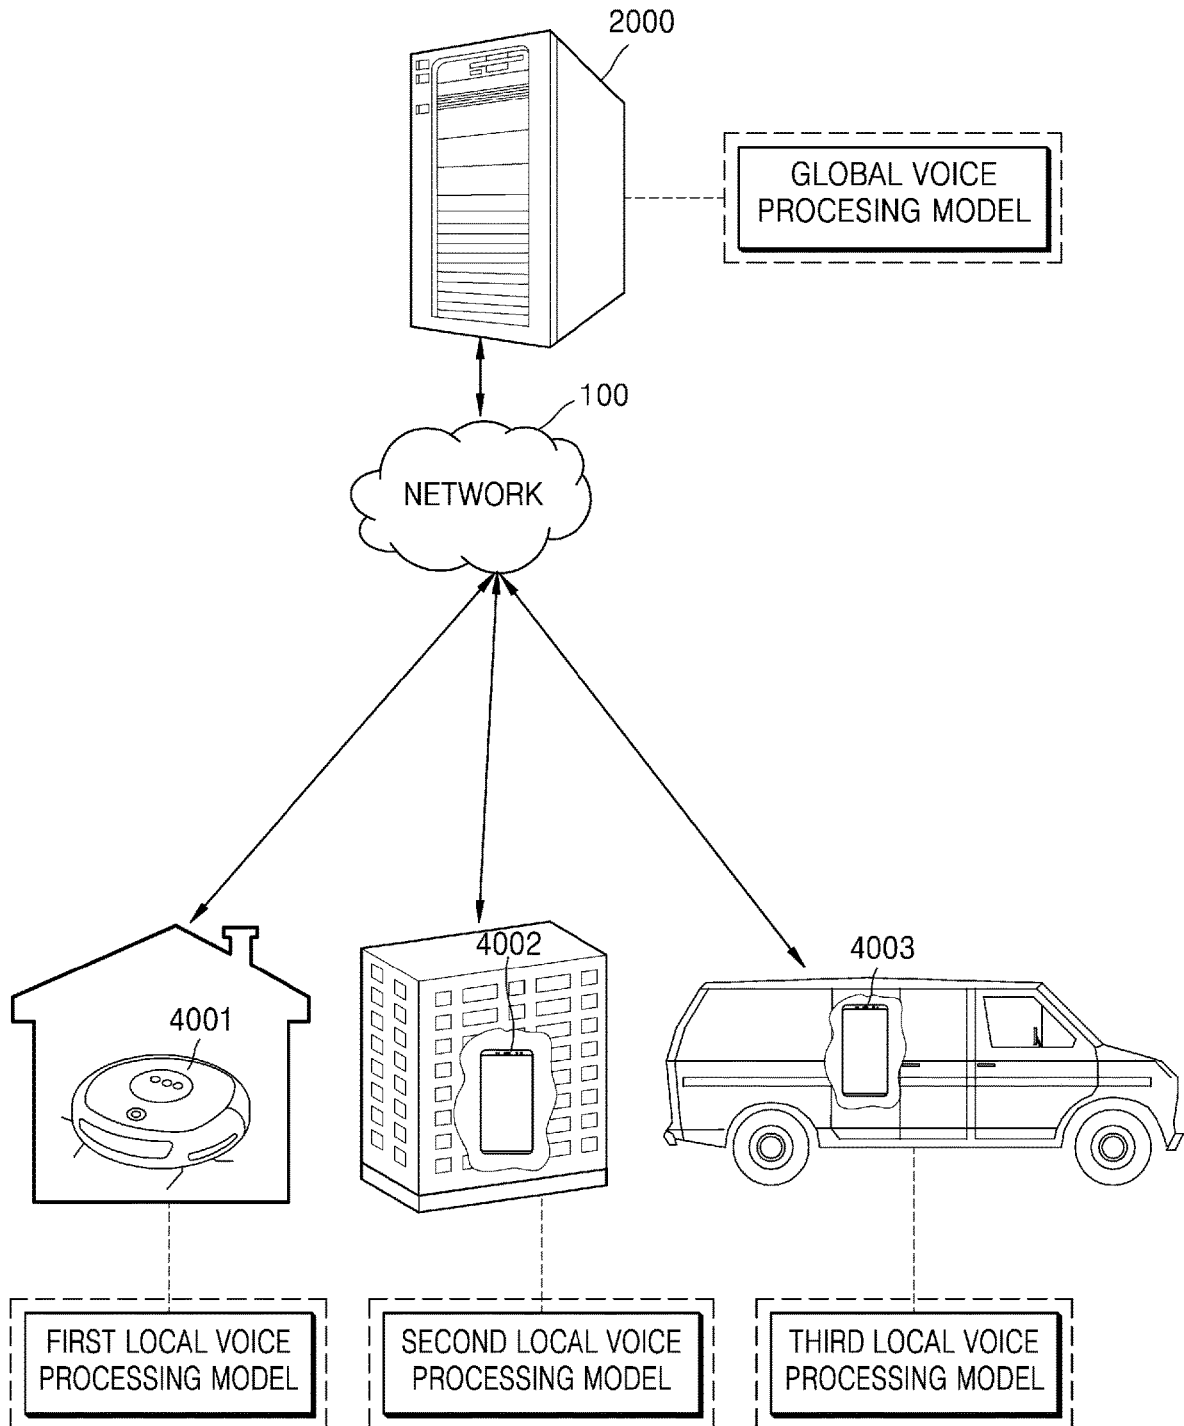 2000
GLOBAL VOICE
PROCESING MODEL
100
NETWORK
4001
4002
4003
FIRST LOCAL VOICE
PROCESSING MODEL
SECOND LOCAL VOICE
PROCESSING MODEL
THIRD LOCAL VOICE
PROCESSING MODEL